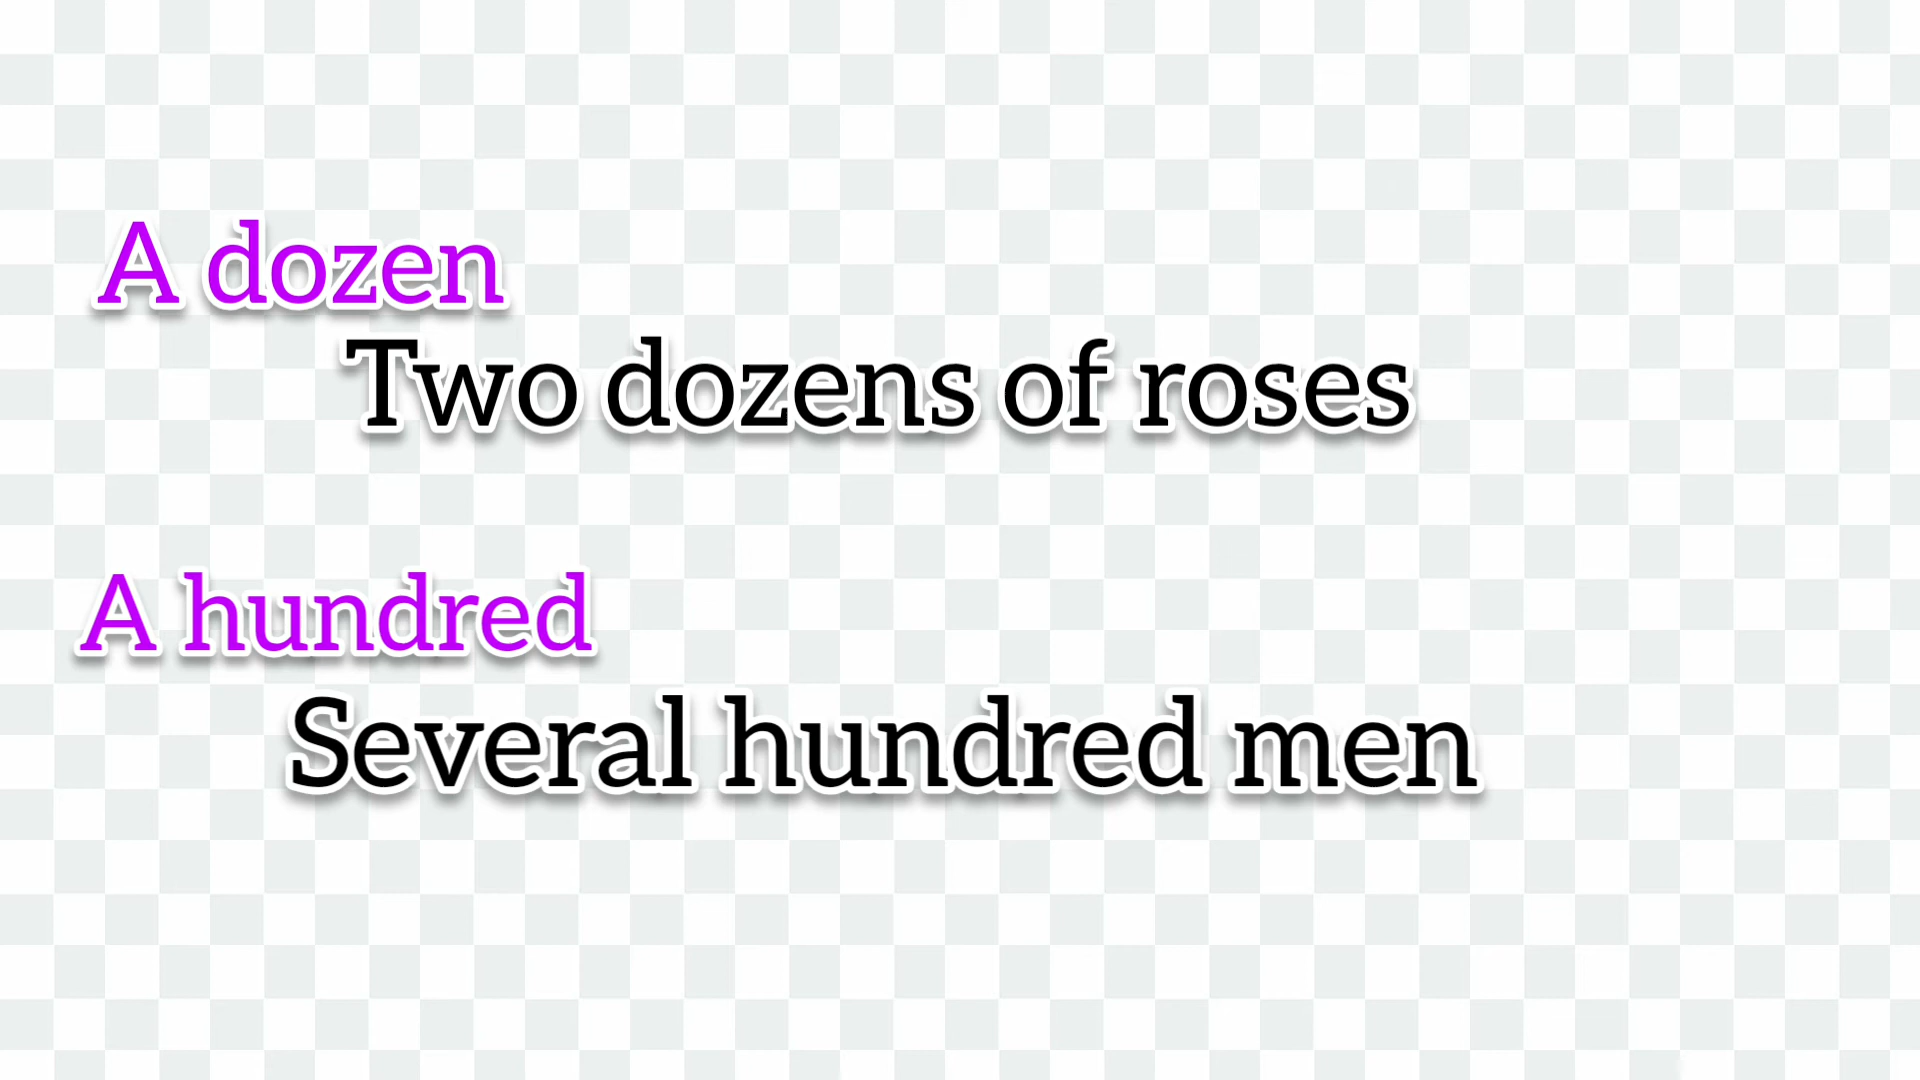 A dozen
Two dozens of roses
A hundred
Several hundred men